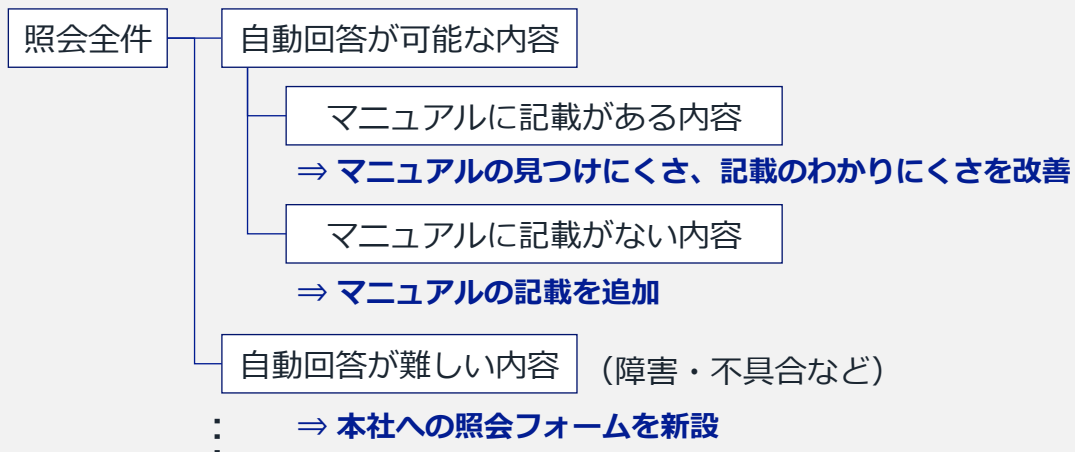 照会全件
自動回答が可能な内容
マニュアルに記載がある内容
⇒ マニュアルの見つけにくさ、記載のわかりにくさを改善
マニュアルに記載がない内容
⇒ マニュアルの記載を追加
自動回答が難しい内容 （障害・不具合など）
⇒ 本社への照会フォームを新設